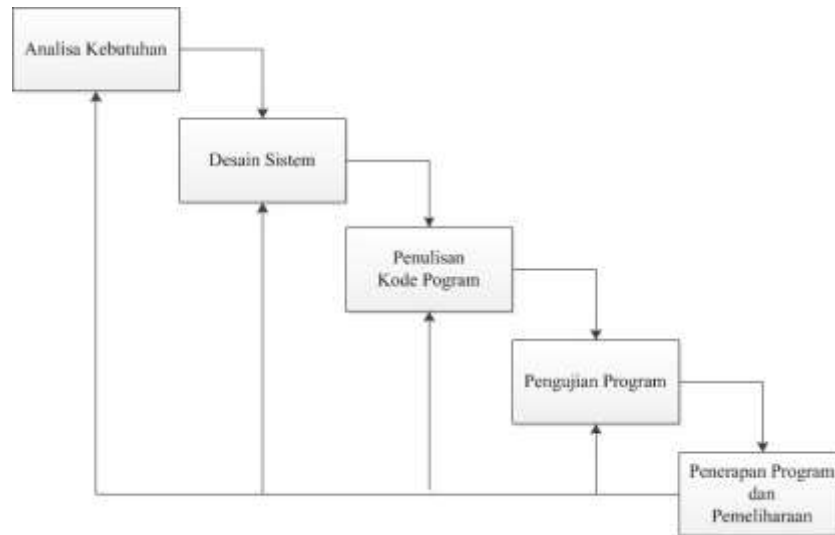 Analisa Kebutuhan
Desain Sistem
Penulisan
Kode Pogram
Pengujian Program
Penerapan Program
dan
Pemeliharaan